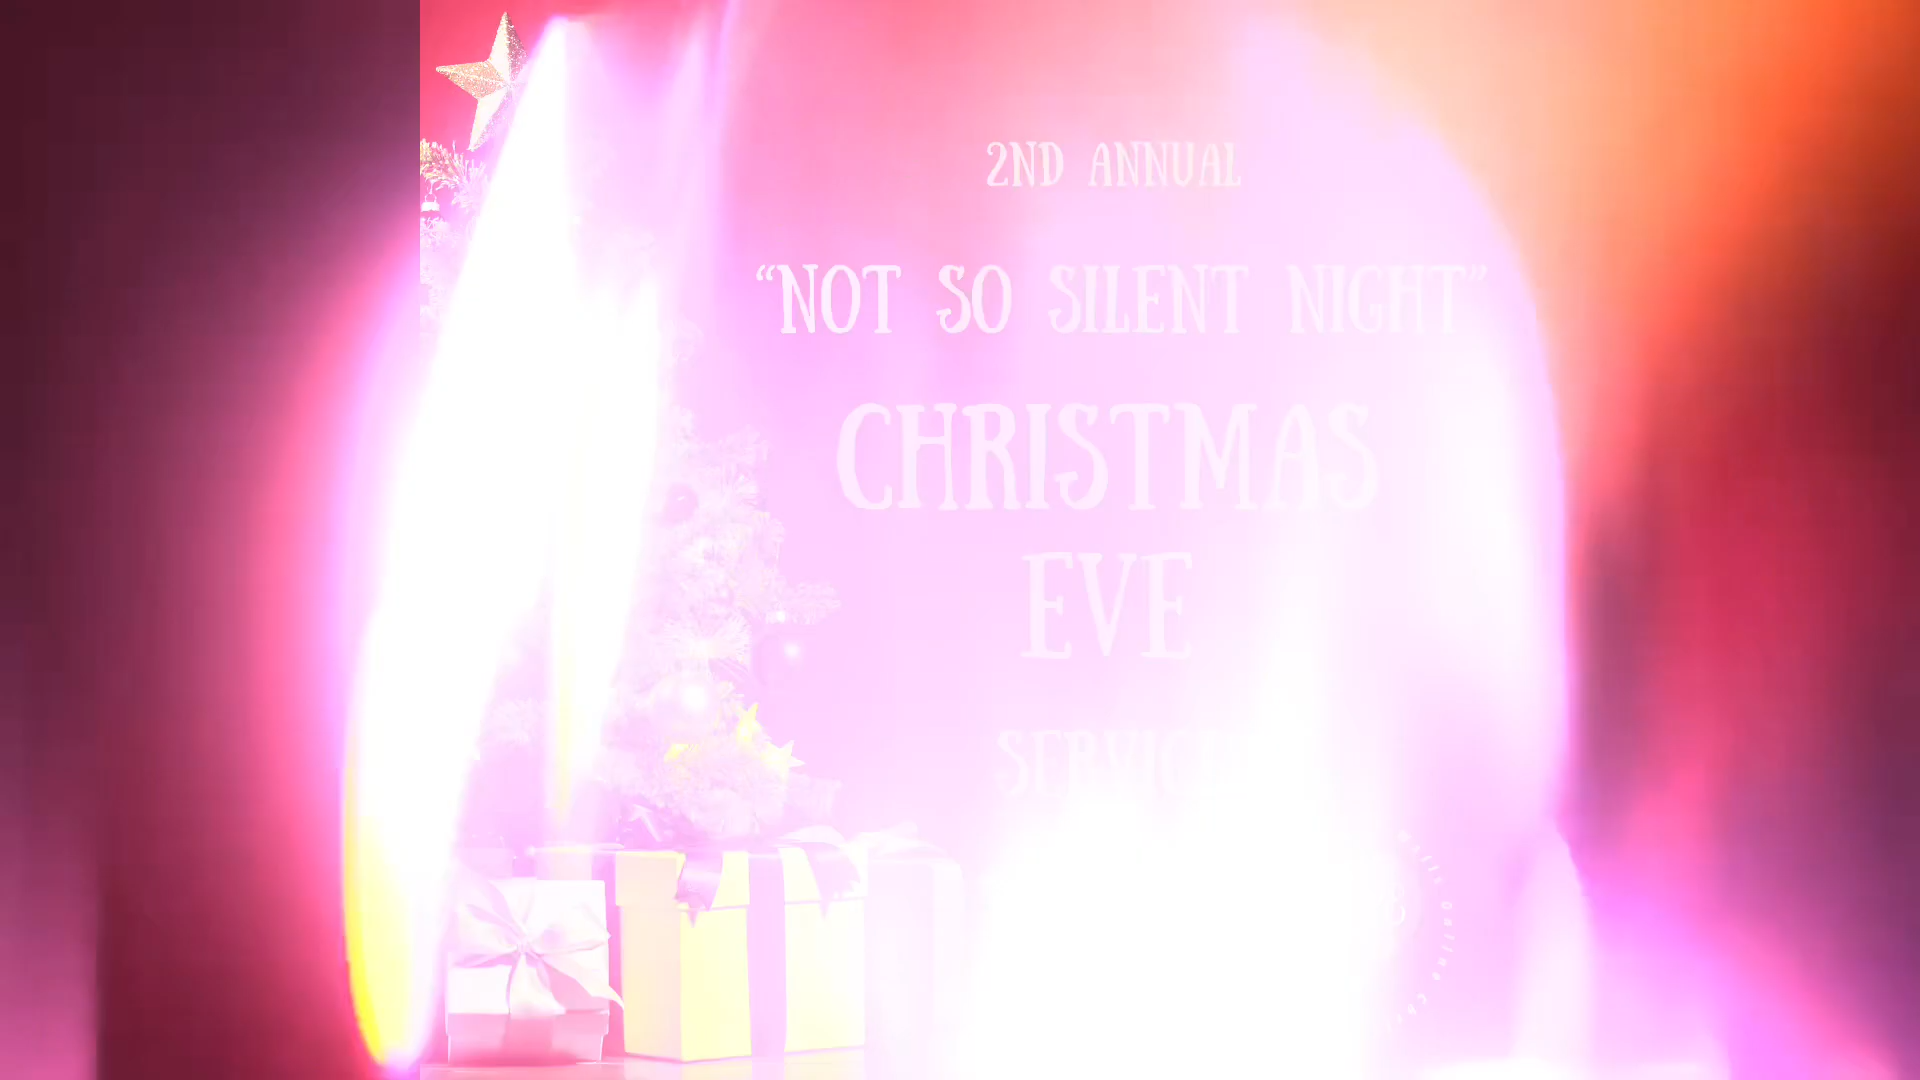 2ND ANNUAL
“NOT SO SILENT NIGHT”
CHRISTMAS
EVE